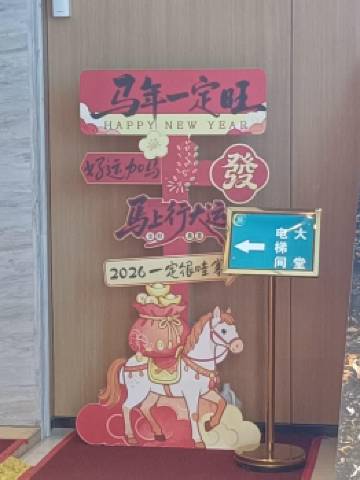 马年一定旺
HAPPY NEW YEAR
好运加马
發
马上行大运
2026一定很哇塞
电梯间
大堂